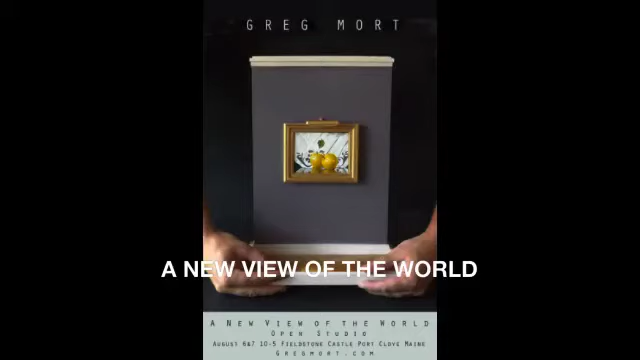 GREG MORT
A NEW VIEW OF THE WORLD
A New View of the World
Open Studio
August 6&7 10-5 Fieldstone Castle Port Clyde Maine
Gregmort.com